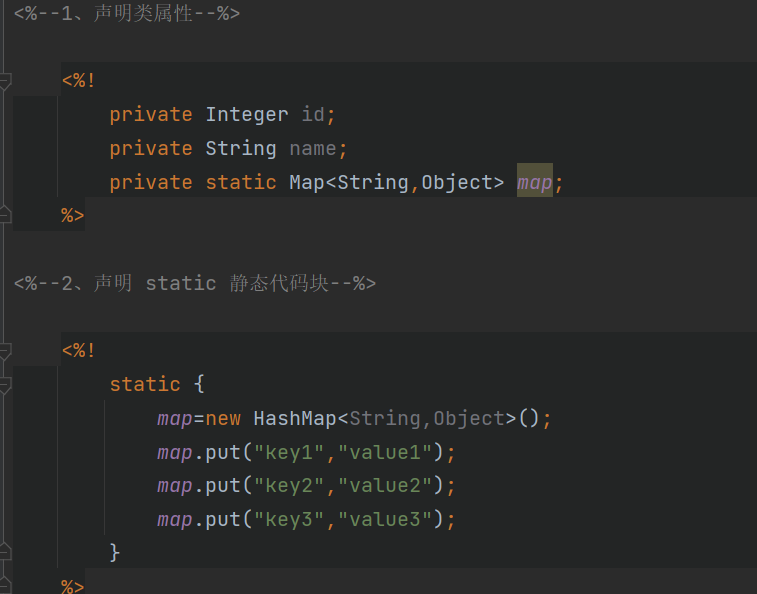 <%--1、声明类属性--%>
<%!
private Integer id;
private String name;
private static Map<String,Object> map;
%>
<%--2、声明 static 静态代码块--%>
<%!
static {
map=new HashMap<String,Object>();
map.put("key1","value1");
map.put("key2","value2");
map.put("key3","value3");
}
%>